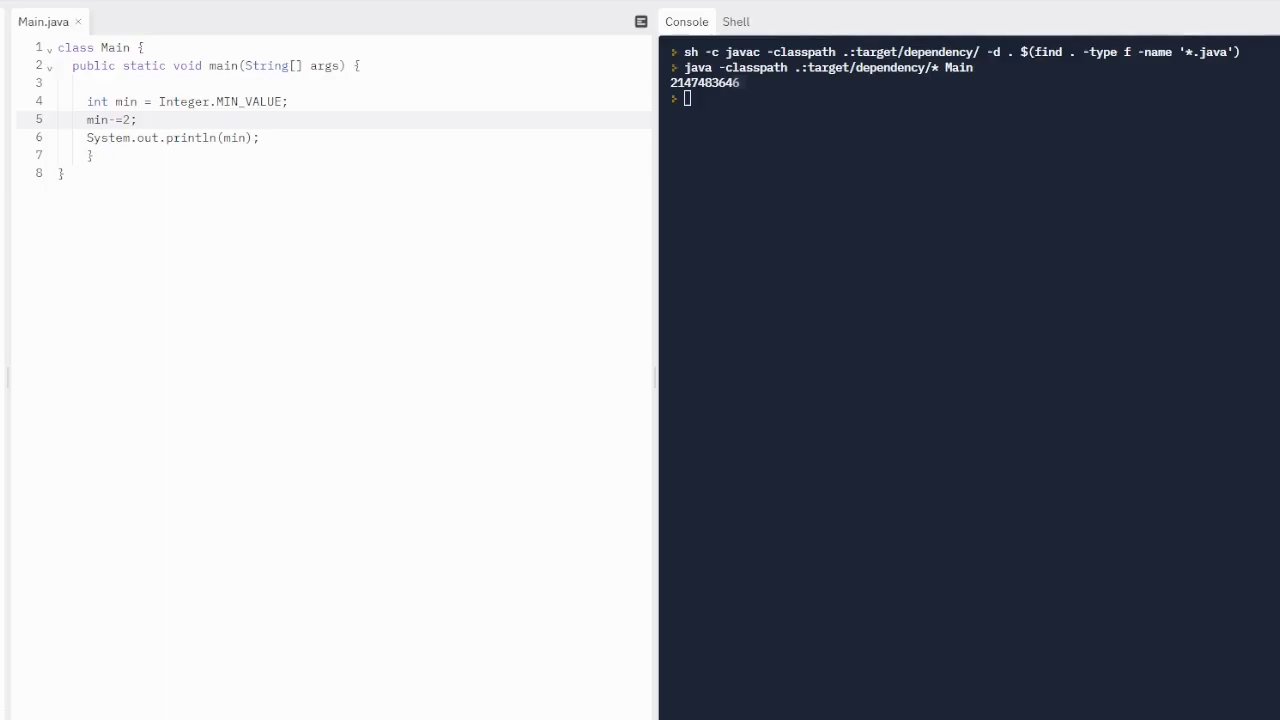 Main.java ×
1 class Main {
2 public static void main(String[] args) {
3
4 int min = Integer.MIN_VALUE;
5 min-=2;
6 System.out.println(min);
7 }
8 }
Console Shell
sh -c javac -classpath .:target/dependency/ -d . $(find . -type f -name '*.java')
java -classpath .:target/dependency/* Main
2147483646